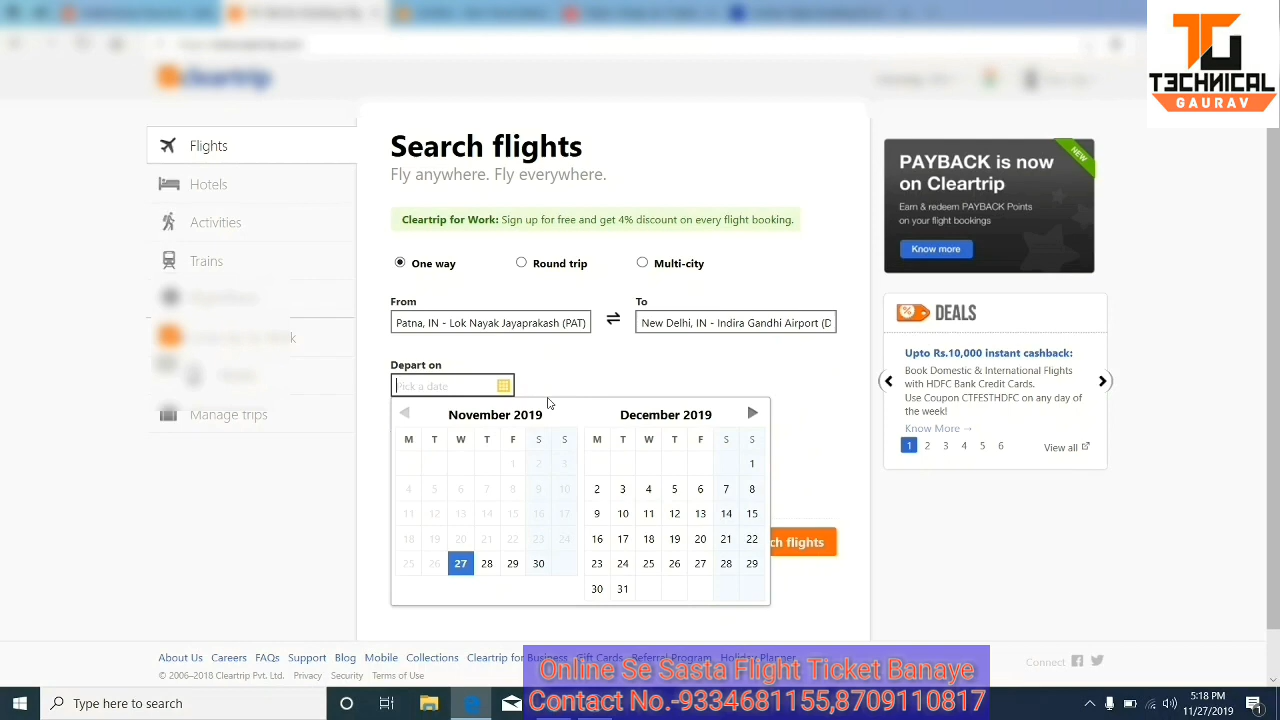 cleartrip
TECHNICAL
GAURAV
Flights
Hotels
Activities
Trains
Manage trips
Search flights
Fly anywhere. Fly everywhere.
Cleartrip for Work: Sign up for free and get 4% discount on every flight booking.
One way
Round trip
Multi-city
From
To
Patna, IN - Lok Nayak Jayaprakash (PAT)
New Delhi, IN - Indira Gandhi Airport (D
Depart on
Pick a date
November 2019
M T W T F S S
1 2 3
4 5 6 7 8 9 10
11 12 13 14 15 16 17
18 19 20 21 22 23 24
25 26 27 28 29 30
December 2019
M T W T F S S
1
2 3 4 5 6 7 8
9 10 11 12 13 14 15
16 17 18 19 20 21 22
23 24 25 26 27 28 29
30 31
ch flights
NEW
PAYBACK is now
on Cleartrip
Earn & redeem PAYBACK Points
on your flight bookings
Know more
DEALS
Upto Rs.10,000 instant cashback:
Book Domestic & International Flights
with HDFC Bank Credit Cards.
Use Coupon CTFESTHDFC on any day of
the week!
Know More →
1 2 3 4 5 6
View all
About Us Careers FAQs Support Blog Mobile Collections Cleartrip for Business Gift Cards Referral Program Holiday Planner
© 2006–2018 Cleartrip Pvt. Ltd. Privacy Security Terms of Use
Connect
Online Se Sasta Flight Ticket Banaye
Contact No.-9334681155,8709110817
Type here to search
5:18 PM
11/27/2019